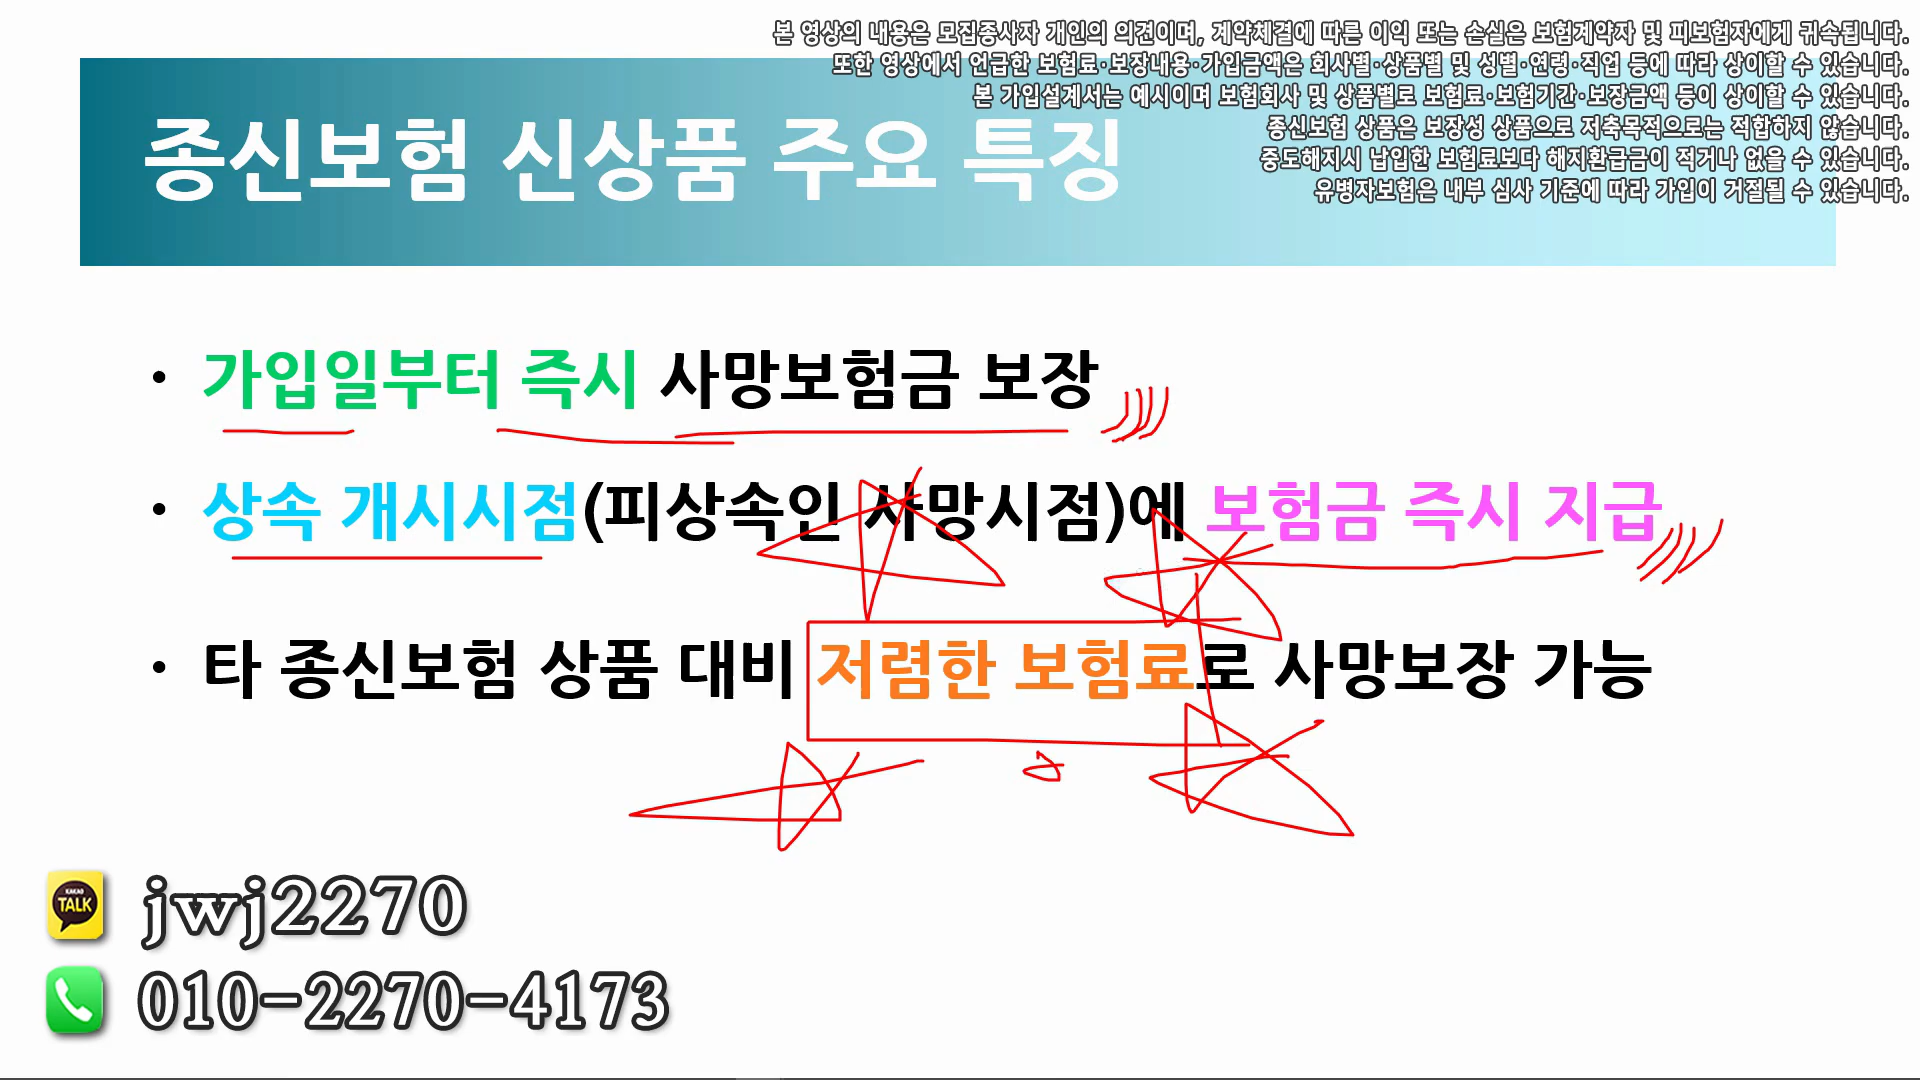 본 영상의 내용은 모집종사자 개인의 의견이며, 계약체결에 따른 이익 또는 손실은 보험계약자 및 피보험자에게 귀속됩니다.
또한 영상에서 언급한 보험료·보장내용·가입금액은 회사별·상품별 및 성별·연령·직업 등에 따라 상이할 수 있습니다.
본 가입설계서는 예시이며 보험회사 및 상품별로 보험료·보험기간·보장금액 등이 상이할 수 있습니다.
종신보험 상품은 보장성 상품으로 저축목적으로는 적합하지 않습니다.
중도해지시 납입한 보험료보다 해지환급금이 적거나 없을 수 있습니다.
유병자보험은 내부 심사 기준에 따라 가입이 거절될 수 있습니다.
종신보험 신상품 주요 특징
• 가입일부터 즉시 사망보험금 보장
• 상속 개시시점(피상속인 사망시점)에 보험금 즉시 지급
• 타 종신보험 상품 대비 저렴한 보험료로 사망보장 가능
KAKAO
TALK
jwj2270
010-2270-4173